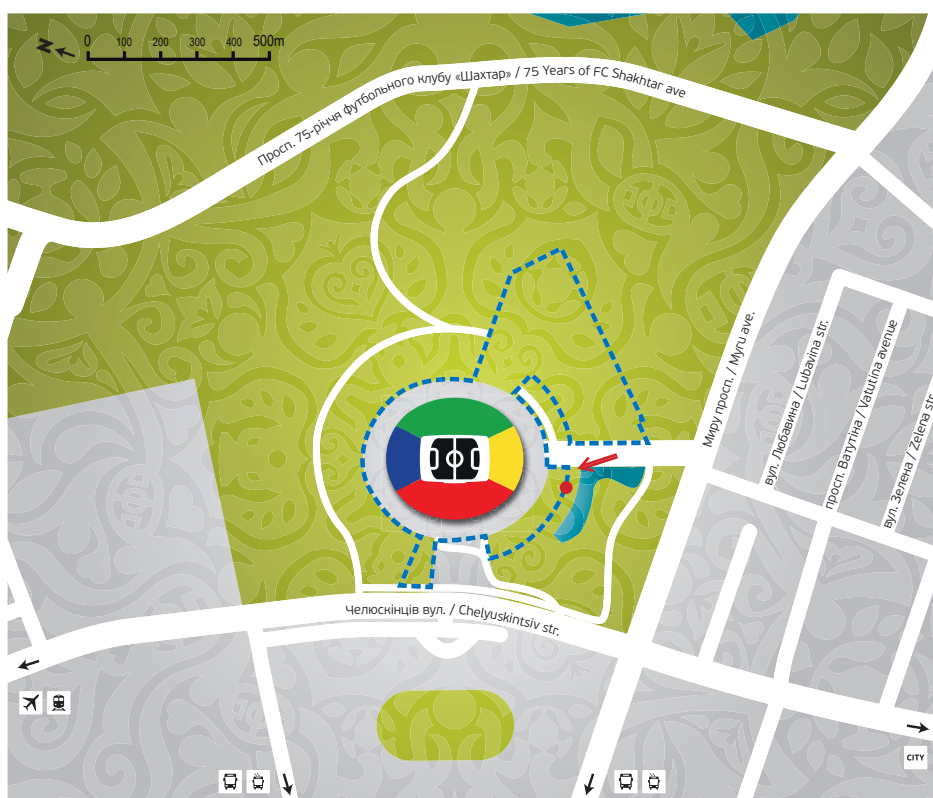 N
0 100 200 300 400 500m
Просп. 75-річчя футбольного клубу «Шахтар» / 75 Years of FC Shakhtar ave
Миру просп. / Myru ave.
вул. Любавина / Lubavina str.
просп. Ватутіна / Vatutina avenue
вул. Зелена / Zelena str.
Челюскінців вул. / Chelyuskintsiv str.
CITY